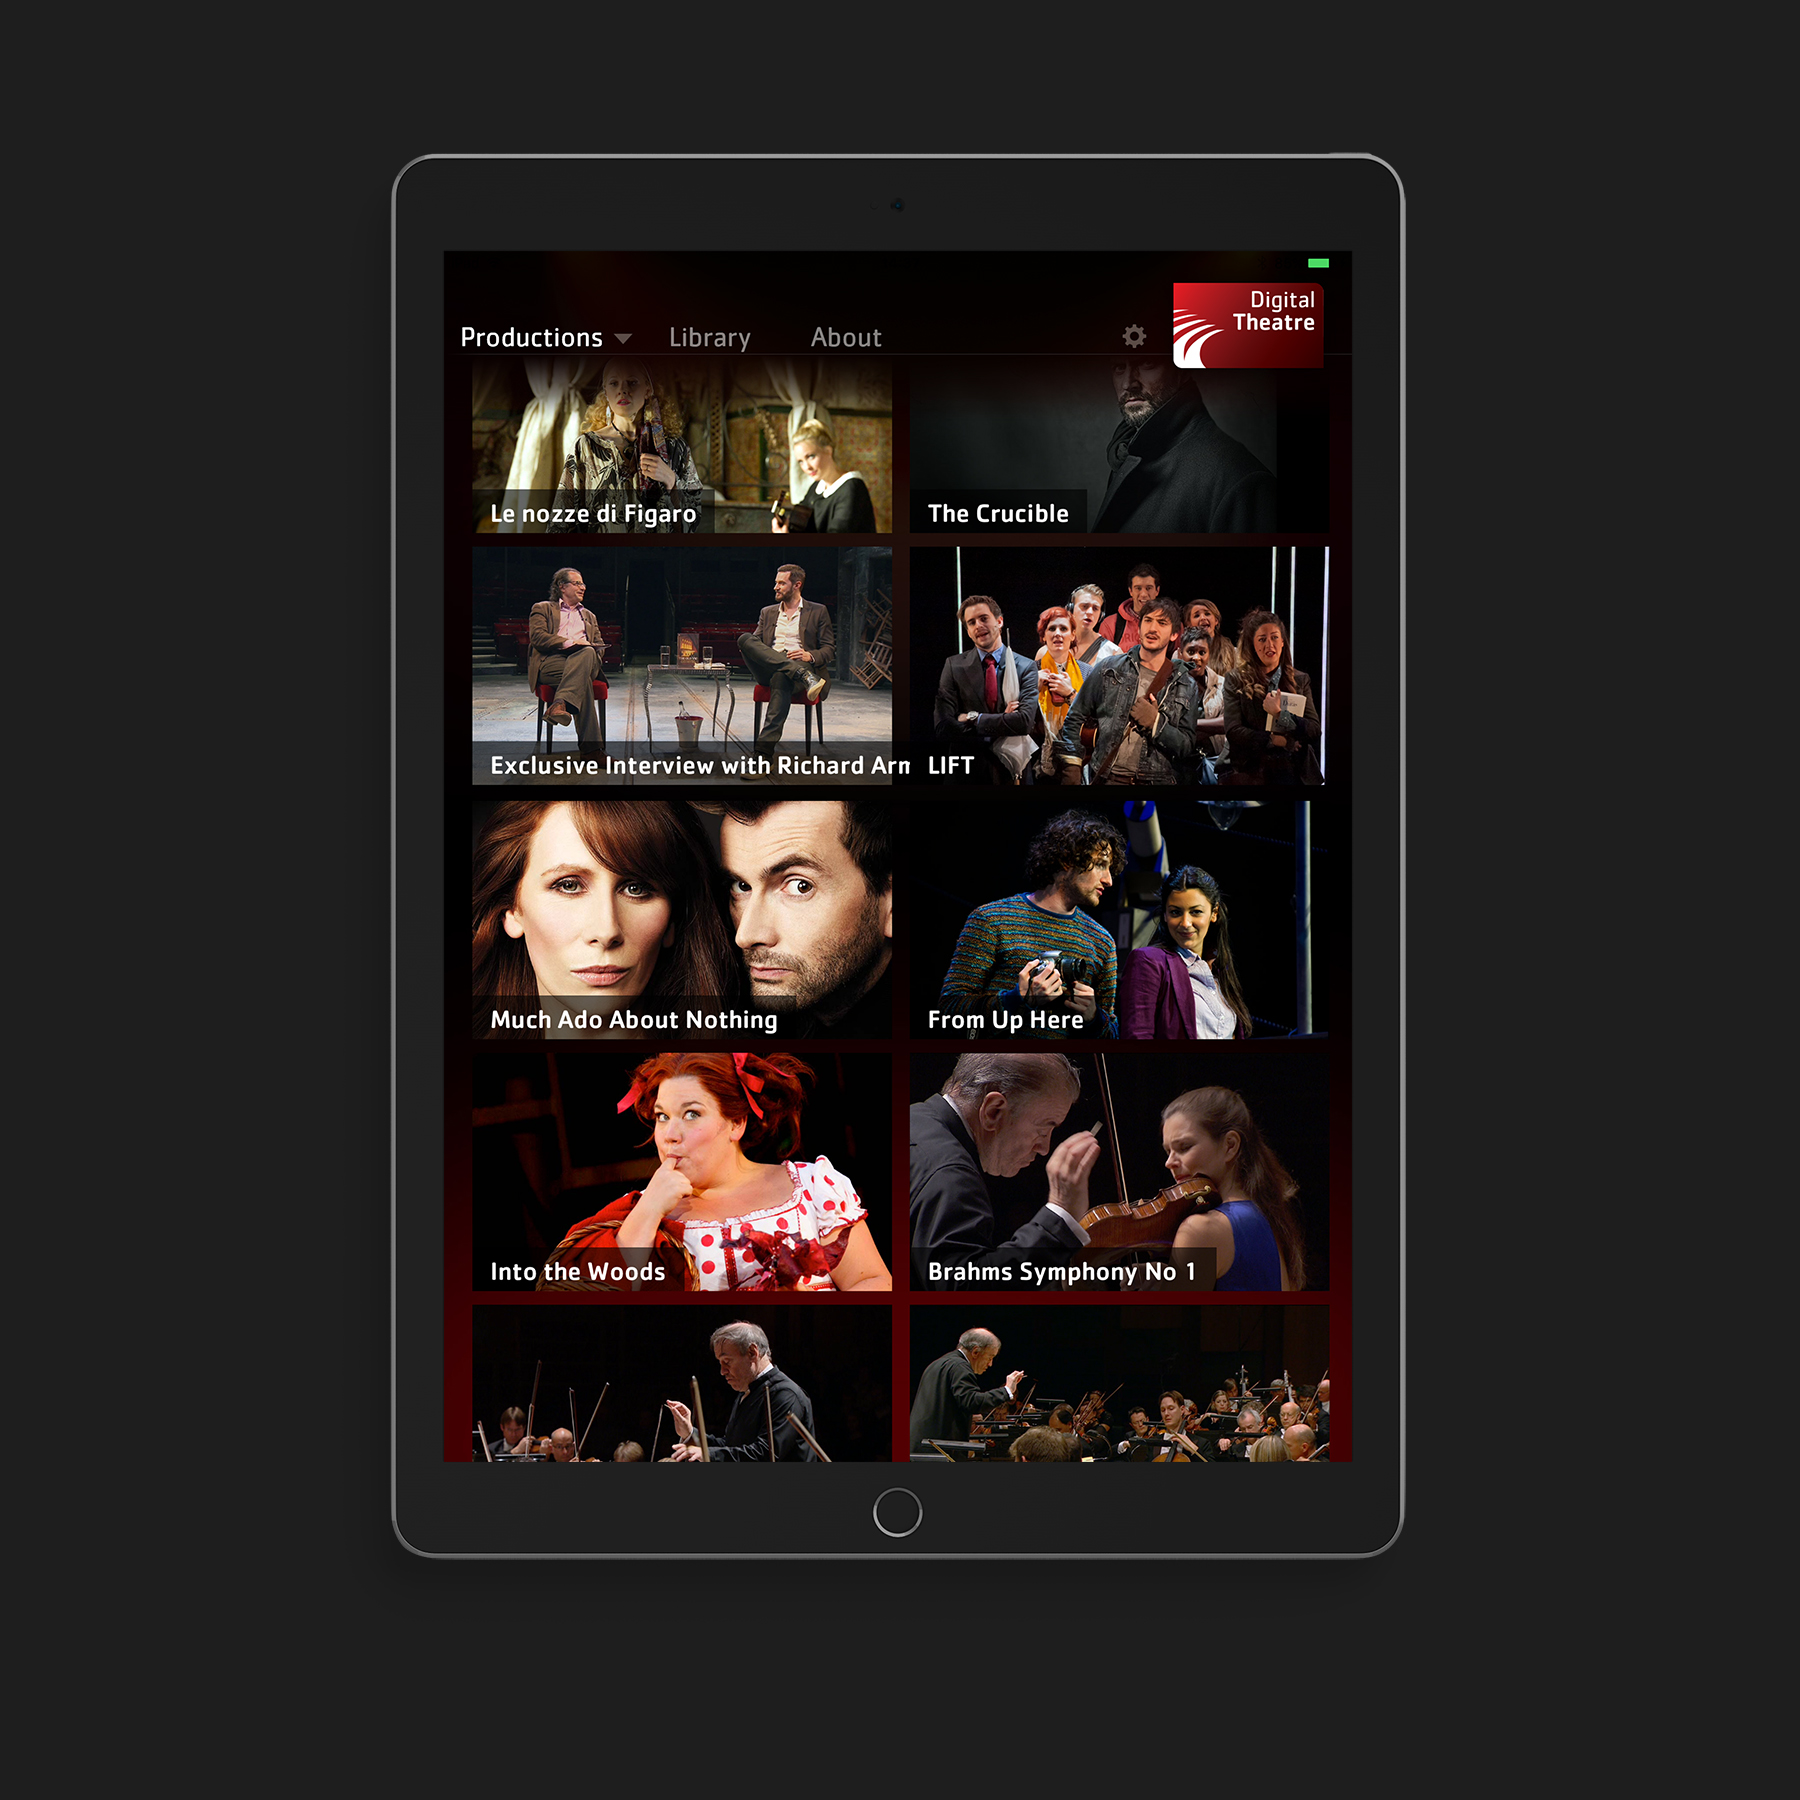 Digital
Theatre
Productions Library About
Le nozze di Figaro
The Crucible
Exclusive Interview with Richard Arm
LIFT
Much Ado About Nothing
From Up Here
Into the Woods
Brahms Symphony No 1